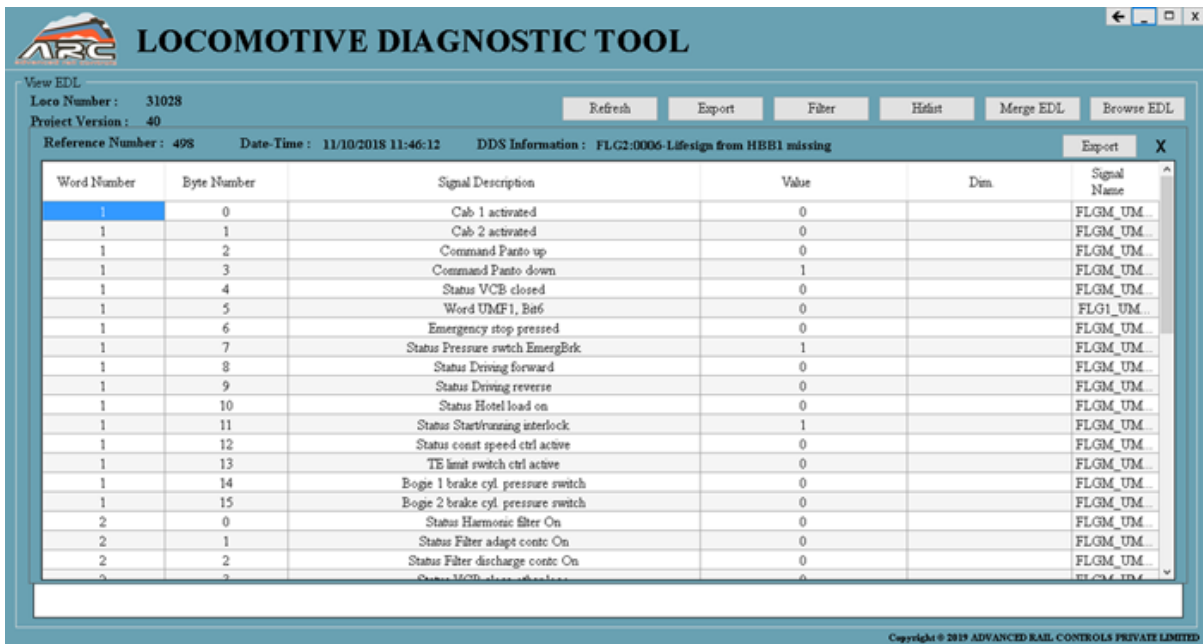 ARC
LOCOMOTIVE DIAGNOSTIC TOOL
View EDL
Loco Number : 31028
Project Version : 40
Refresh Export Filter Hitlist Merge EDL Browse EDL
Reference Number : 498 Date-Time : 11/10/2018 11:46:12 DDS Information : FLG2:0006-Lifesign from HBB1 missing Export X
Word Number Byte Number Signal Description Value Dim. Signal Name
1 0 Cab 1 activated 0 FLGM_UM...
1 1 Cab 2 activated 0 FLGM_UM...
1 2 Command Panto up 0 FLGM_UM...
1 3 Command Panto down 1 FLGM_UM...
1 4 Status VCB closed 0 FLGM_UM...
1 5 Word UMF1, Bit6 0 FLG1_UM...
1 6 Emergency stop pressed 0 FLGM_UM...
1 7 Status Pressure swtch EmergBrk 1 FLGM_UM...
1 8 Status Driving forward 0 FLGM_UM...
1 9 Status Driving reverse 0 FLGM_UM...
1 10 Status Hotel load on 0 FLGM_UM...
1 11 Status Start/running interlock 1 FLGM_UM...
1 12 Status const speed ctrl active 0 FLGM_UM...
1 13 TE limit switch ctrl active 0 FLGM_UM...
1 14 Bogie 1 brake cyl. pressure switch 0 FLGM_UM...
1 15 Bogie 2 brake cyl. pressure switch 0 FLGM_UM...
2 0 Status Harmonic filter On 0 FLGM_UM...
2 1 Status Filter adapt contc On 0 FLGM_UM...
2 2 Status Filter discharge contc On 0 FLGM_UM...
Copyright © 2019 ADVANCED RAIL CONTROLS PRIVATE LIMITED